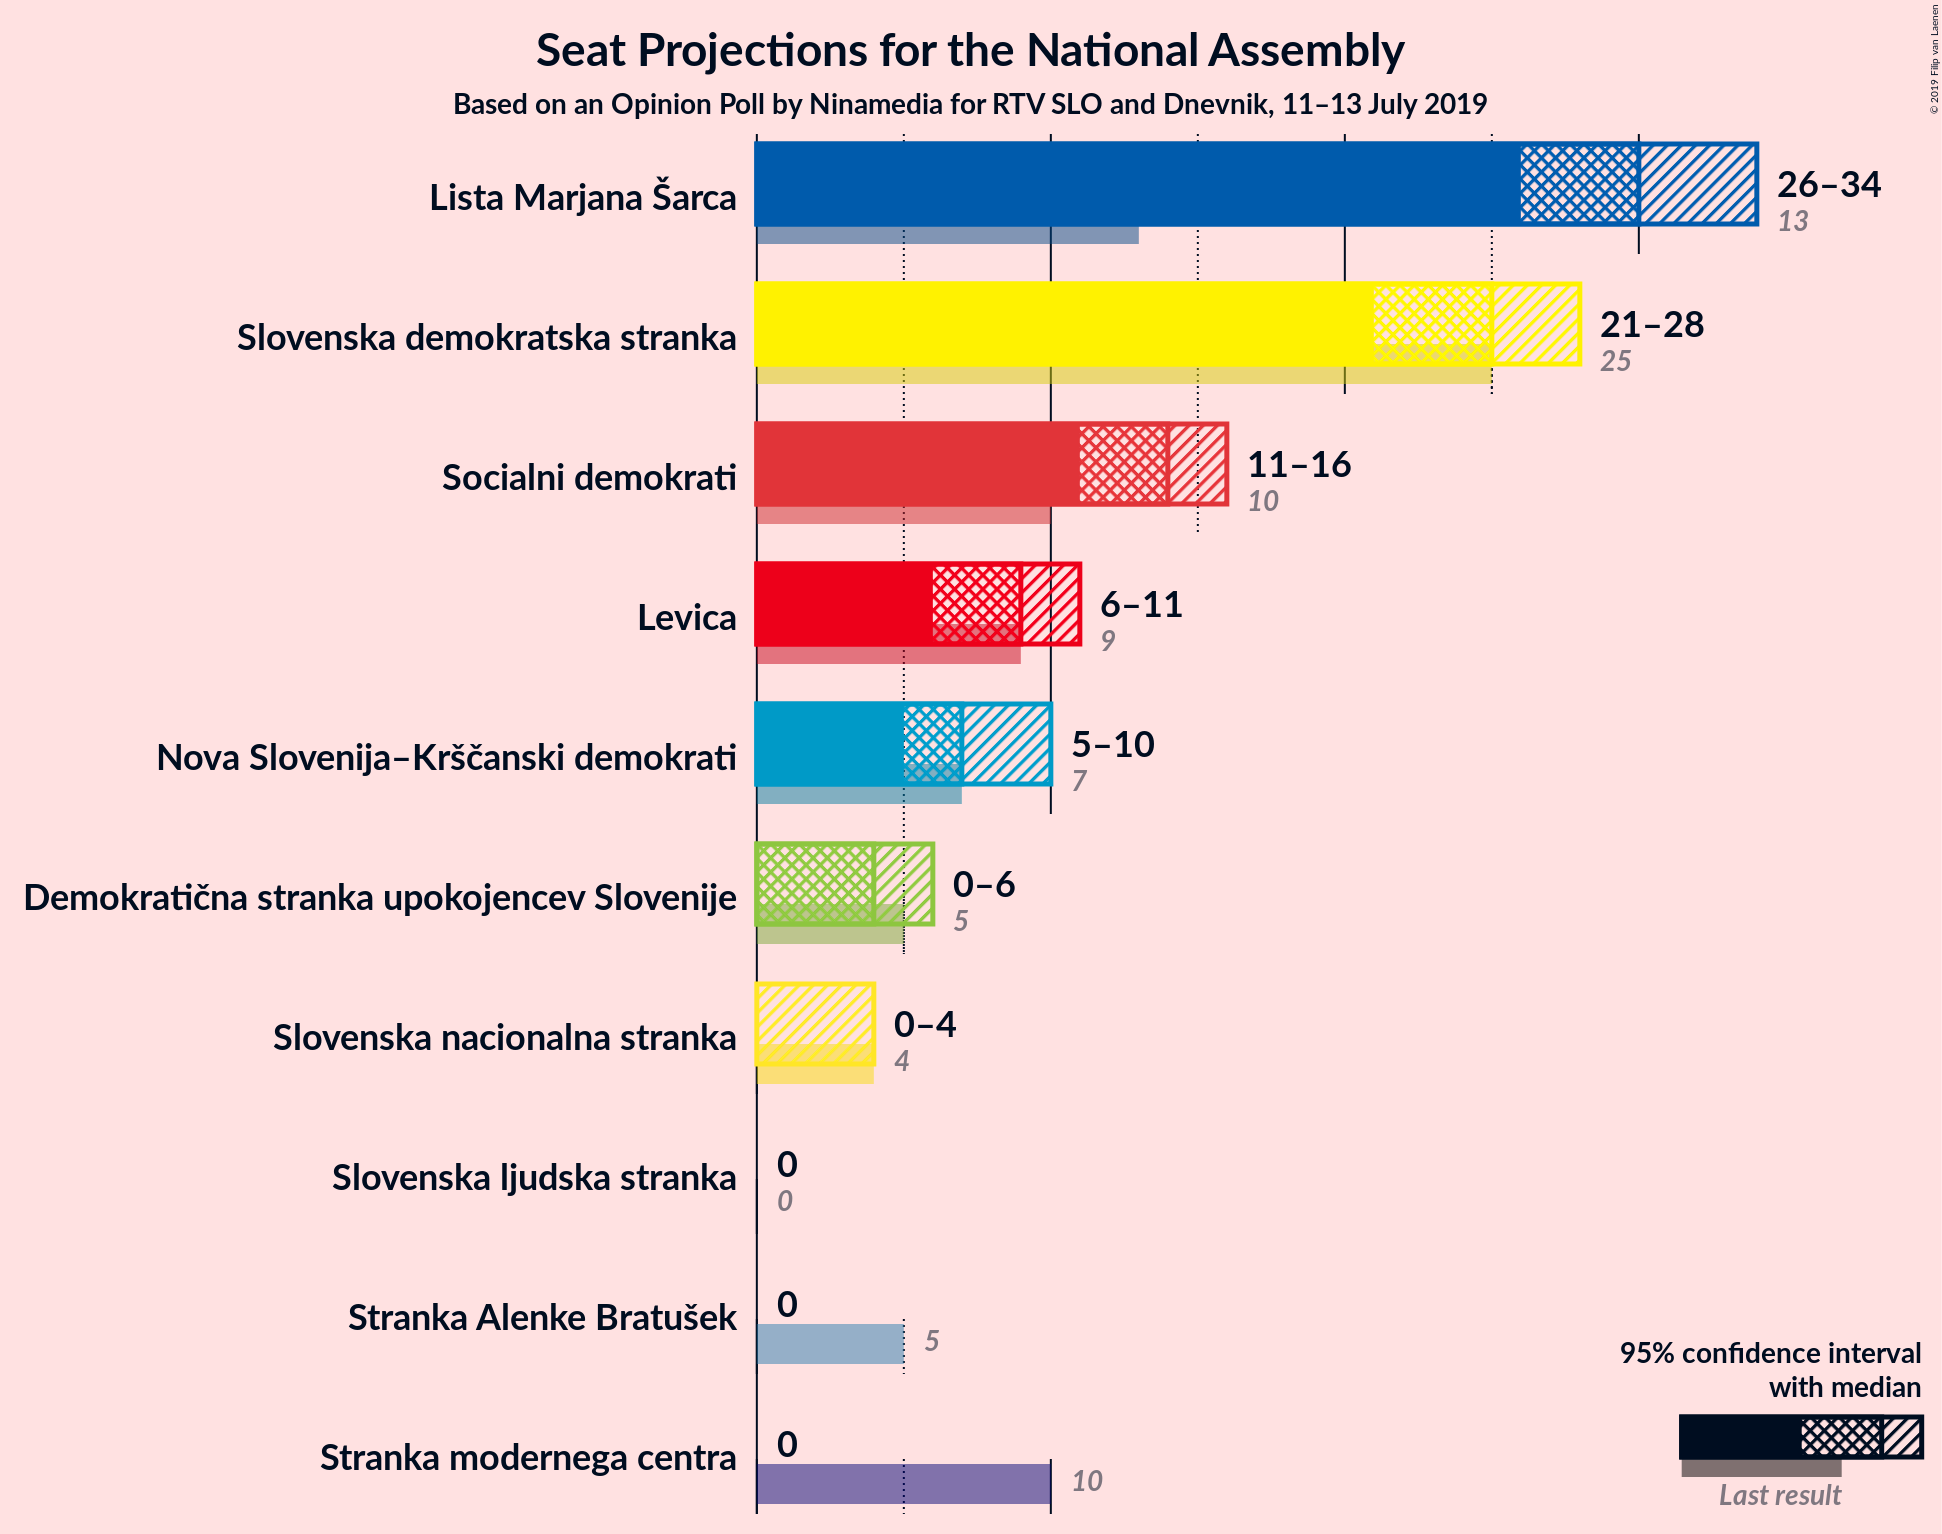 Seat Projections for the National Assembly
Based on an Opinion Poll by Ninamedia for RTV SLO and Dnevnik, 11–13 July 2019
© 2019 Filip van Laenen
Lista Marjana Šarca
26–34
13
Slovenska demokratska stranka
21–28
25
Socialni demokrati
11–16
10
Levica
6–11
9
Nova Slovenija–Krščanski demokrati
5–10
7
Demokratična stranka upokojencev Slovenije
0–6
5
Slovenska nacionalna stranka
0–4
4
Slovenska ljudska stranka
0
0
Stranka Alenke Bratušek
0
5
Stranka modernega centra
0
10
95% confidence interval
with median
Last result